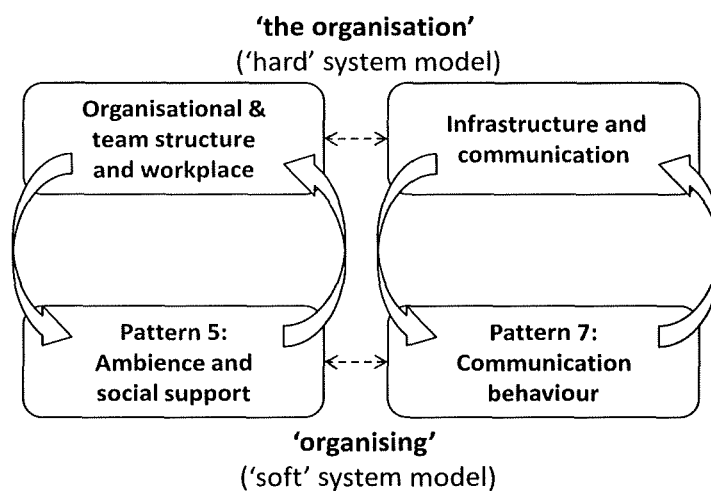 ‘the organisation’
(‘hard’ system model)
Organisational &
team structure
and workplace
Infrastructure and
communication
Pattern 5:
Ambience and
social support
Pattern 7:
Communication
behaviour
‘organising’
(‘soft’ system model)